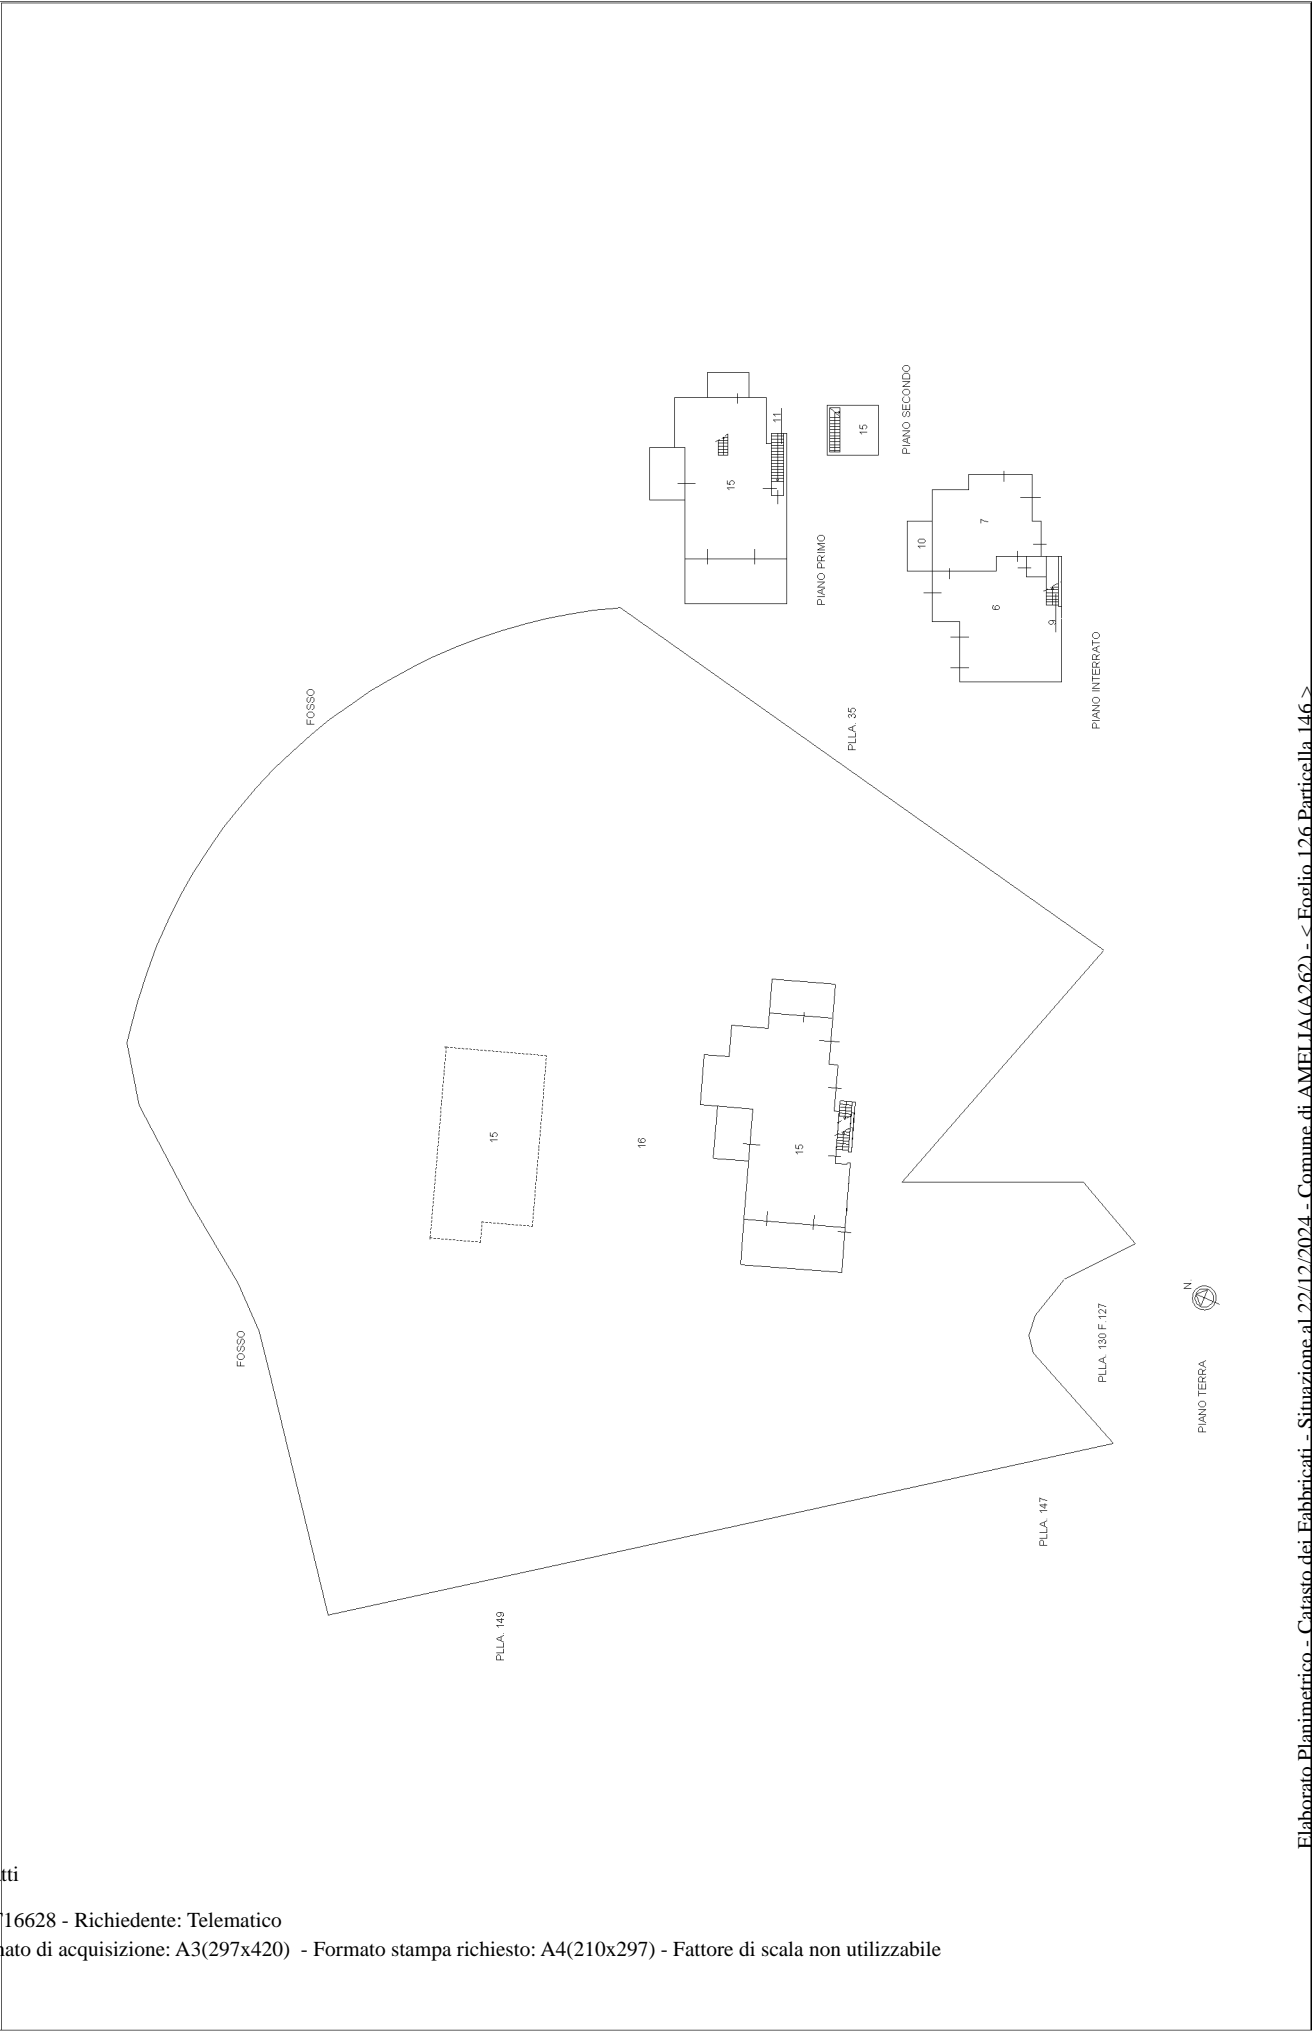 PIANO SECONDO
15
11
15
PIANO PRIMO
10
7
6
9
PIANO INTERRATO
FOSSO
PLLA. 35
15
16
15
FOSSO
N.
PLLA. 130 F.127
PIANO TERRA
PLLA. 147
PLLA. 149
Elaborato Planimetrico - Catasto dei Fabbricati - Situazione al 22/12/2024 - Comune di AMELIA(A262) - < Foglio 126 Particella 146 >
tti
16628 - Richiedente: Telematico
ato di acquisizione: A3(297x420) - Formato stampa richiesto: A4(210x297) - Fattore di scala non utilizzabile